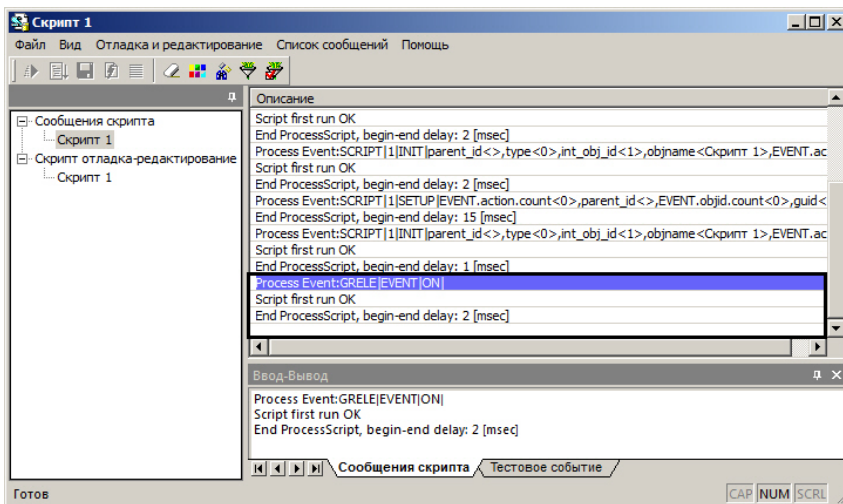 Скрипт 1
Файл Вид Отладка и редактирование Список сообщений Помощь
Сообщения скрипта
Скрипт 1
Скрипт отладка-редактирование
Скрипт 1
Описание
Script first run OK
End ProcessScript, begin-end delay: 2 [msec]
Process Event:SCRIPT|1|INIT|parent_id<>,type<0>,int_obj_id<1>,objname<Скрипт 1>,EVENT.ac
Script first run OK
End ProcessScript, begin-end delay: 2 [msec]
Process Event:SCRIPT|1|SETUP|EVENT.action.count<0>,parent_id<>,EVENT.objid.count<0>,guid<
End ProcessScript, begin-end delay: 15 [msec]
Process Event:SCRIPT|1|INIT|parent_id<>,type<0>,int_obj_id<1>,objname<Скрипт 1>,EVENT.ac
Script first run OK
End ProcessScript, begin-end delay: 1 [msec]
Process Event:GRELE|EVENT|ON|
Script first run OK
End ProcessScript, begin-end delay: 2 [msec]
Ввод-Вывод
Process Event:GRELE|EVENT|ON|
Script first run OK
End ProcessScript, begin-end delay: 2 [msec]
Сообщения скрипта Тестовое событие
Готов CAP NUM SCRL